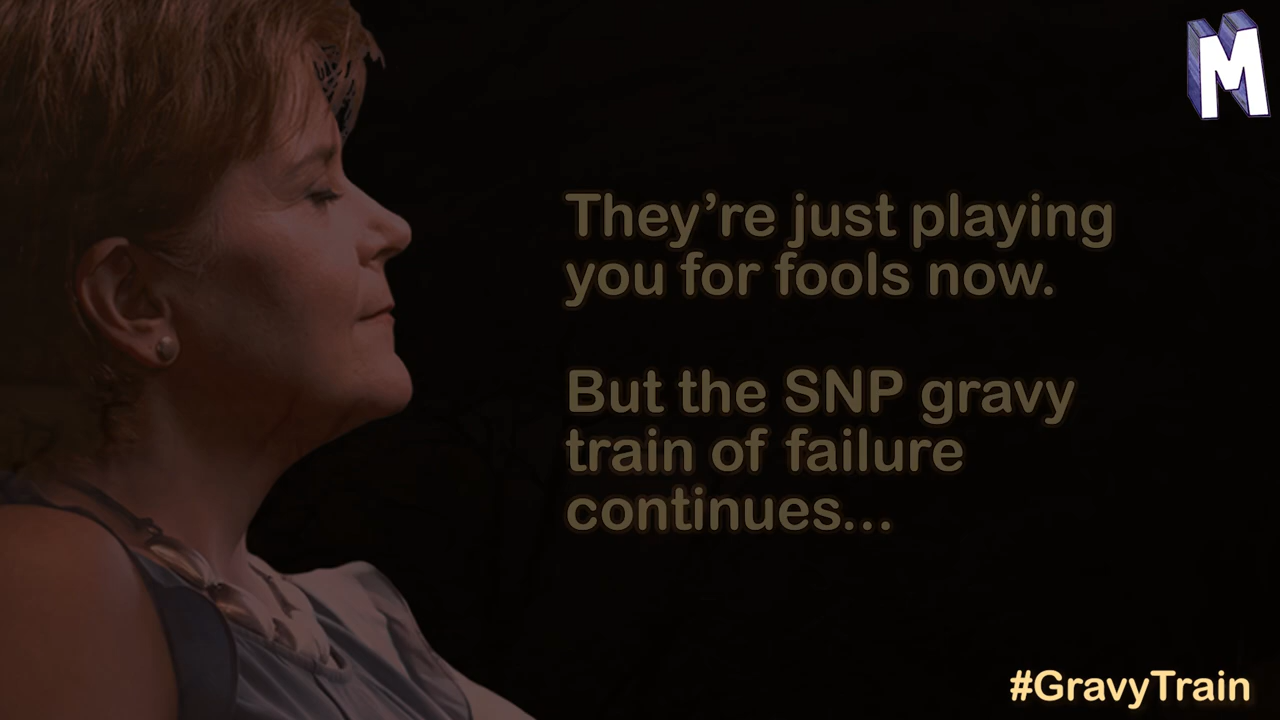 M
They’re just playing
you for fools now.
But the SNP gravy
train of failure
continues...
#GravyTrain